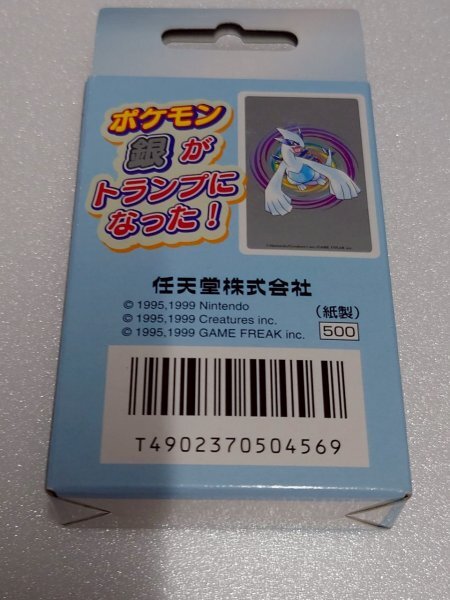 ポケモン
銀が
トランプに
なった!
任天堂株式会社
© 1995,1999 Nintendo
© 1995,1999 Creatures inc.
© 1995,1999 GAME FREAK inc.
(紙製)
500
T4902370504569